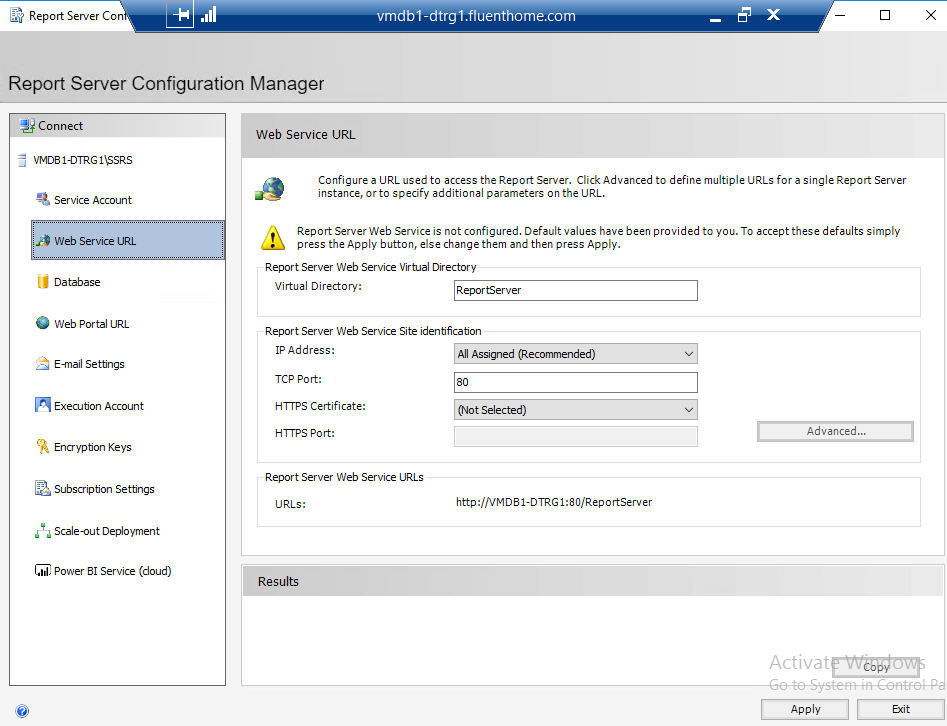 Report Server Conf
vmdb1-dtrg1.fluenthome.com
Report Server Configuration Manager
Connect
VMDB1-DTRG1\SSRS
Service Account
Web Service URL
Database
Web Portal URL
E-mail Settings
Execution Account
Encryption Keys
Subscription Settings
Scale-out Deployment
Power BI Service (cloud)
Web Service URL
Configure a URL used to access the Report Server.  Click Advanced to define multiple URLs for a single Report Server
instance, or to specify additional parameters on the URL.
Report Server Web Service is not configured. Default values have been provided to you. To accept these defaults simply
press the Apply button, else change them and then press Apply.
Report Server Web Service Virtual Directory
Virtual Directory: ReportServer
Report Server Web Service Site identification
IP Address: All Assigned (Recommended)
TCP Port: 80
HTTPS Certificate: (Not Selected)
HTTPS Port:
Advanced...
Report Server Web Service URLs
URLs: http://VMDB1-DTRG1:80/ReportServer
Results
Activate Windows
Copy
Go to System in Control Pa
Apply Exit